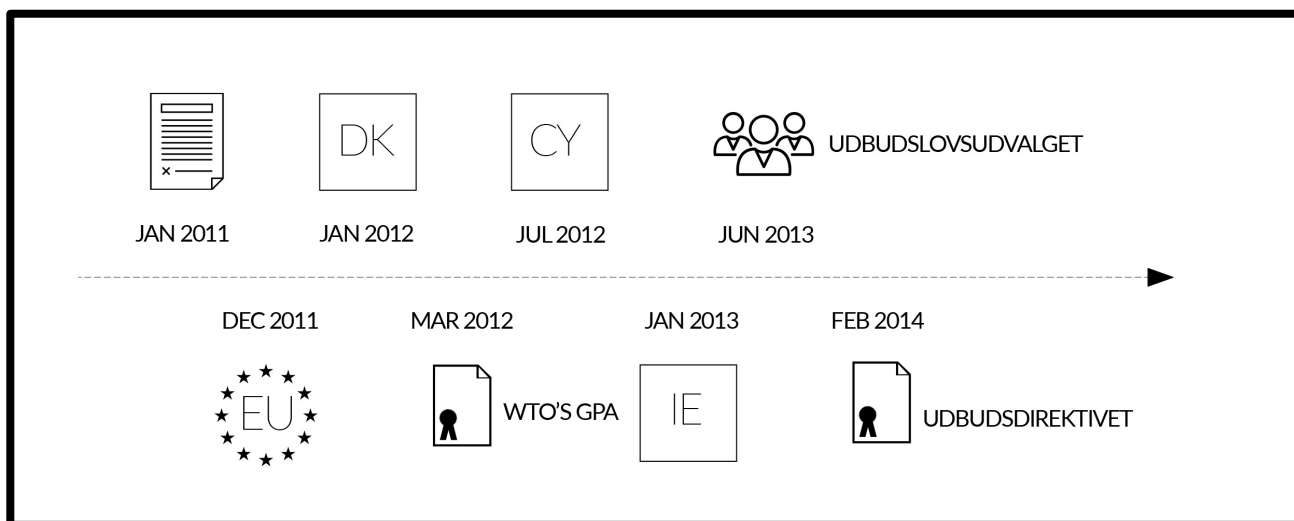 DK
CY
UDBUDSLOVSUDVALGET
JAN 2011
JAN 2012
JUL 2012
JUN 2013
DEC 2011
MAR 2012
JAN 2013
FEB 2014
EU
WTO'S GPA
IE
UDBUDSDIREKTIVET